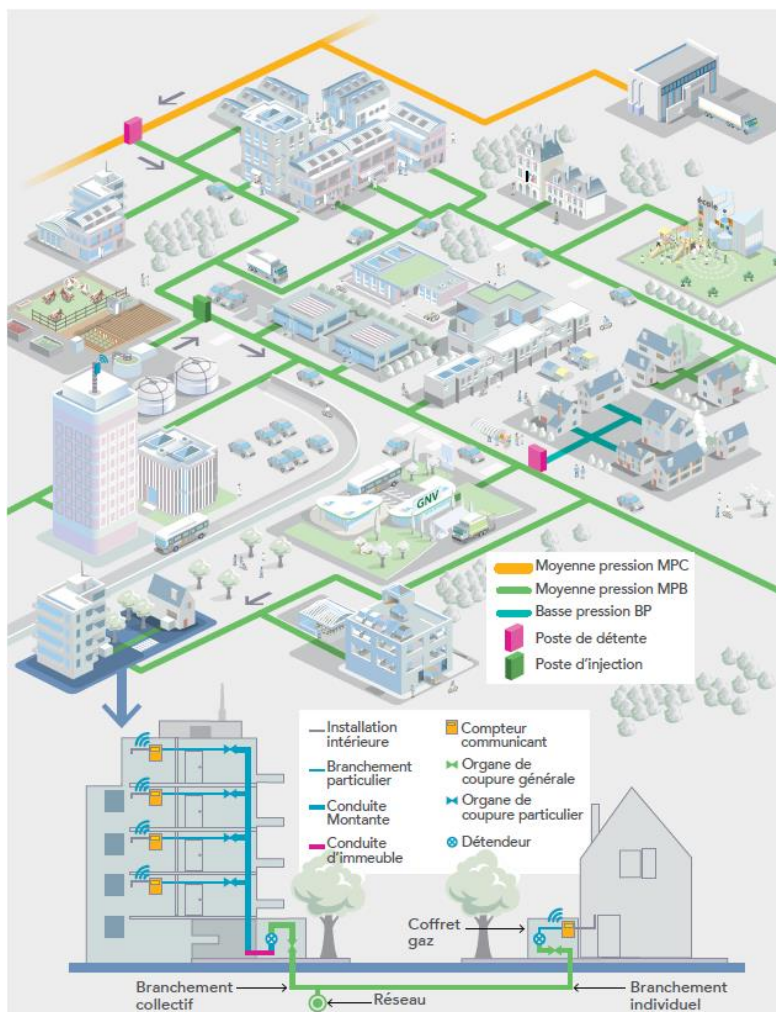 école
GNV
Moyenne pression MPC
Moyenne pression MPB
Basse pression BP
Poste de détente
Poste d'injection
Installation
intérieure
Branchement
particulier
Conduite
Montante
Conduite
d'immeuble
Compteur
communicant
Organe de
coupure générale
Organe de
coupure particulier
Détendeur
Coffret
gaz
Branchement
collectif
Réseau
Branchement
individuel